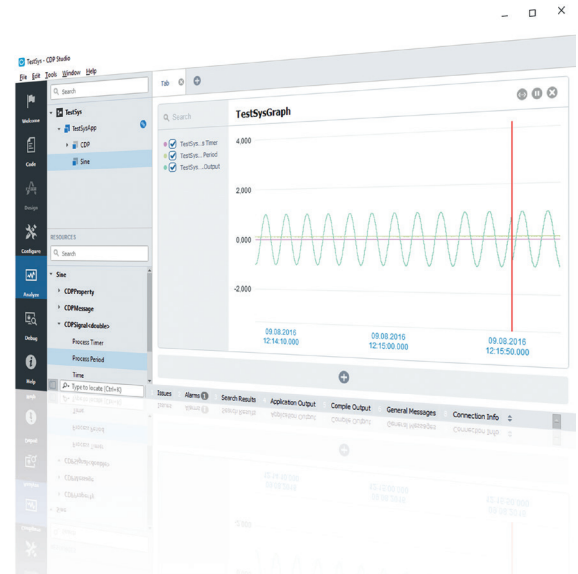 TestSys - CDP Studio
File Edit Tools Window Help
Search
Tab
Welcome
Code
Design
Configure
Analyze
Debug
Help
TestSys
TestSysApp
CDP
Sine
RESOURCES
Search
Sine
CDPProperty
CDPMessage
CDPSignal<double>
Process Timer
Process Period
Time
Type to locate (Ctrl+K)
Search
TestSys...s Timer
TestSys... Period
TestSys....Output
TestSysGraph
4,000
2,000
0,000
-2,000
09.08.2016
12:14:10.000
09.08.2016
12:15:00.000
09.08.2016
12:15:50.000
Issues Alarms 1 Search Results Application Output Compile Output General Messages Connection Info